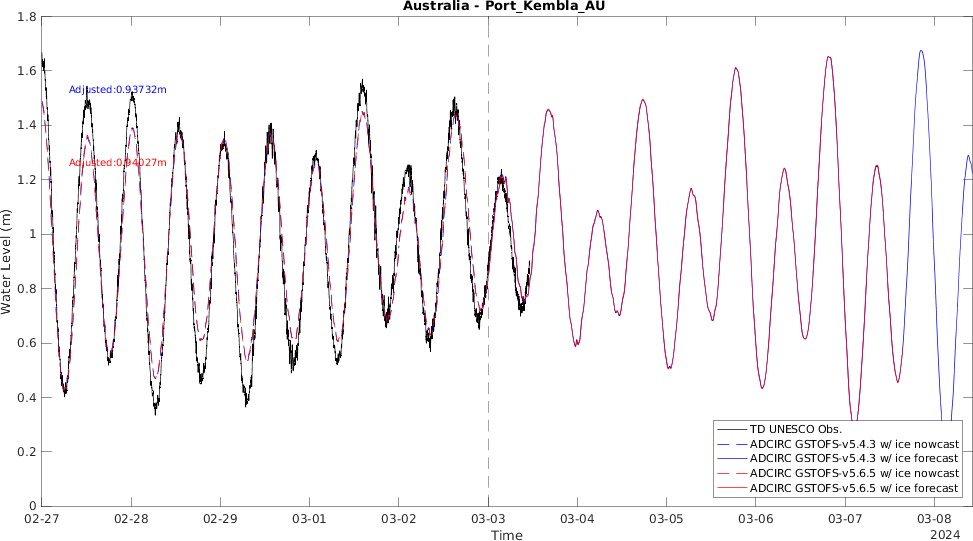 Australia - Port_Kembla_AU
1.8
1.6
1.4
1.2
1
0.8
0.6
0.4
0.2
0
Water Level (m)
Adjusted:0.93732m
Adjusted:0.94027m
TD UNESCO Obs.
ADCIRC GSTOFS-v5.4.3 w/ ice nowcast
ADCIRC GSTOFS-v5.4.3 w/ ice forecast
ADCIRC GSTOFS-v5.6.5 w/ ice nowcast
ADCIRC GSTOFS-v5.6.5 w/ ice forecast
02-27 02-28 02-29 03-01 03-02 03-03 03-04 03-05 03-06 03-07 03-08
Time
2024